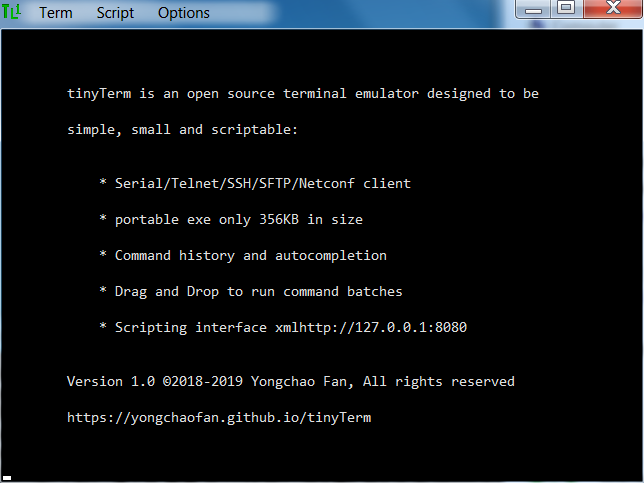 TL1 Term Script Options
tinyTerm is an open source terminal emulator designed to be
simple, small and scriptable:
* Serial/Telnet/SSH/SFTP/Netconf client
* portable exe only 356KB in size
* Command history and autocompletion
* Drag and Drop to run command batches
* Scripting interface xmlhttp://127.0.0.1:8080
Version 1.0 ©2018-2019 Yongchao Fan, All rights reserved
https://yongchaofan.github.io/tinyTerm